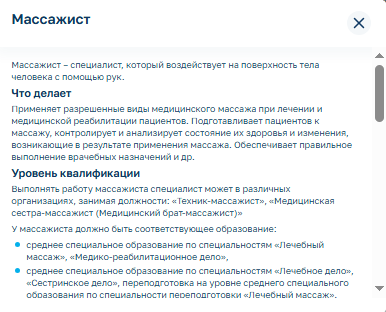 Массажист
Массажист – специалист, который воздействует на поверхность тела
человека с помощью рук.
Что делает
Применяет разрешенные виды медицинского массажа при лечении и
медицинской реабилитации пациентов. Подготавливает пациентов к
массажу, контролирует и анализирует состояние их здоровья и изменения,
возникающие в результате применения массажа. Обеспечивает правильное
выполнение врачебных назначений и др.
Уровень квалификации
Выполнять работу массажиста специалист может в различных
организациях, занимая должности: «Техник-массажист», «Медицинская
сестра-массажист (Медицинский брат-массажист)»
У массажиста должно быть соответствующее образование:
среднее специальное образование по специальностям «Лечебный
массаж», «Медико-реабилитационное дело»,
среднее специальное образование по специальностям «Лечебное дело»,
«Сестринское дело», переподготовка на уровне среднего специального
образования по специальности переподготовки «Лечебный массаж».